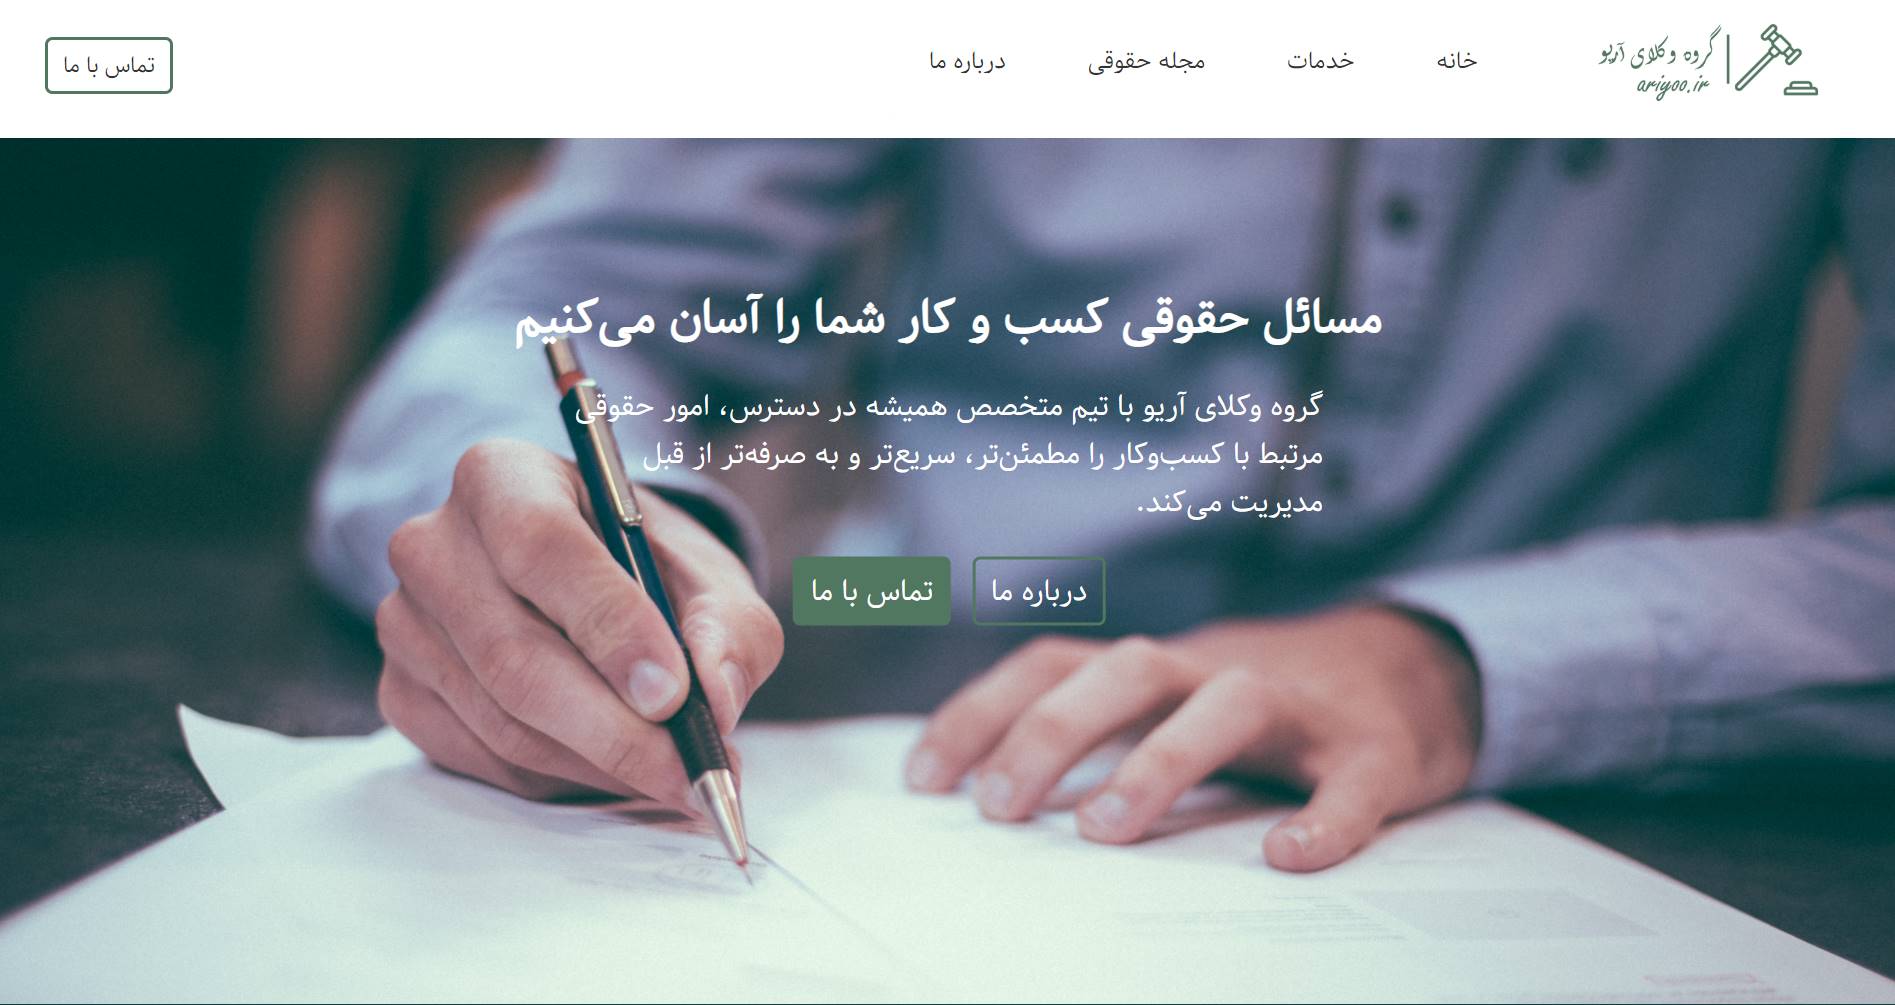 گروه وکلای آریو
ariyoo.ir
خانه
خدمات
مجله حقوقی
درباره ما
تماس با ما
مسائل حقوقی کسب و کار شما را آسان می‌کنیم
گروه وکلای آریو با تیم متخصص همیشه در دسترس، امور حقوقی
مرتبط با کسب‌وکار را مطمئن‌تر، سریع‌تر و به صرفه‌تر از قبل
مدیریت می‌کند.
درباره ما
تماس با ما